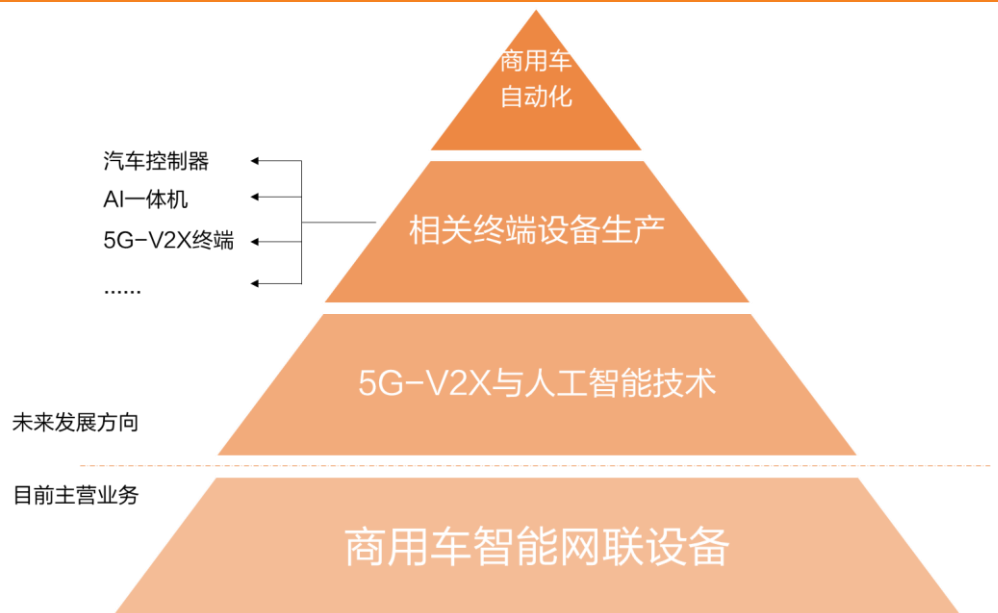 商用车
自动化
汽车控制器
AI一体机
5G-V2X终端
......
相关终端设备生产
5G-V2X与人工智能技术
未来发展方向
目前主营业务
商用车智能网联设备